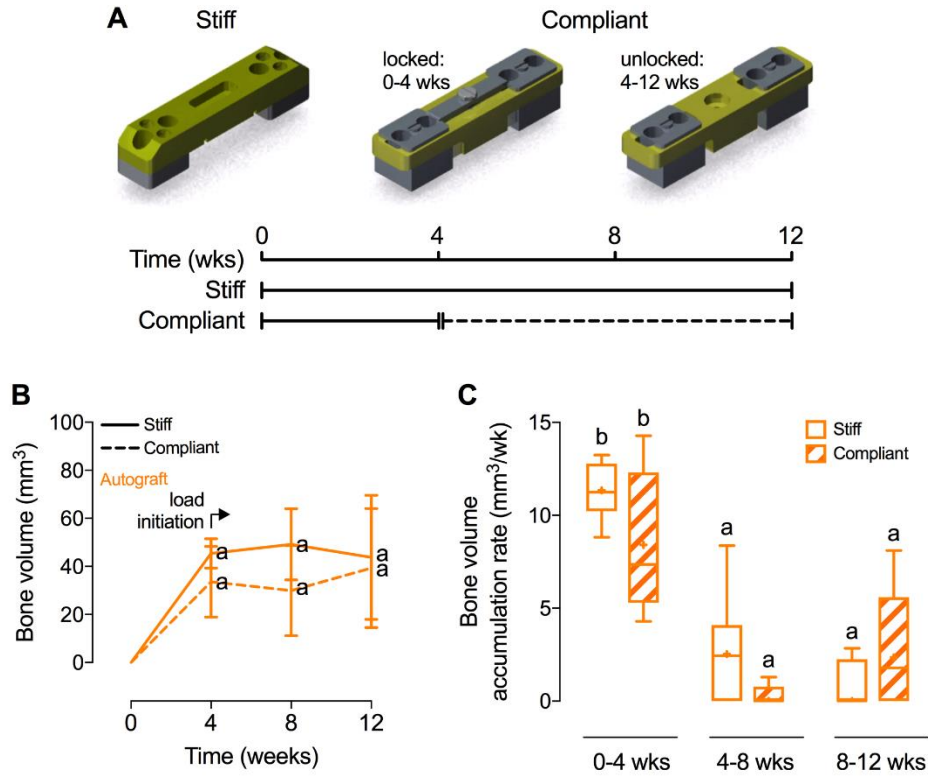 A
Stiff
Compliant
locked:
0-4 wks
unlocked:
4-12 wks
0 4 8 12
Time (wks)
Stiff
Compliant
B
Bone volume (mm³)
100
80
60
40
20
0
Stiff
Compliant
Autograft
load
initiation
a a a
a a a
0 4 8 12
Time (weeks)
C
Bone volume
accumulation rate (mm³/wk)
15
10
5
0
Stiff
Compliant
b b
a a
a a
0-4 wks 4-8 wks 8-12 wks